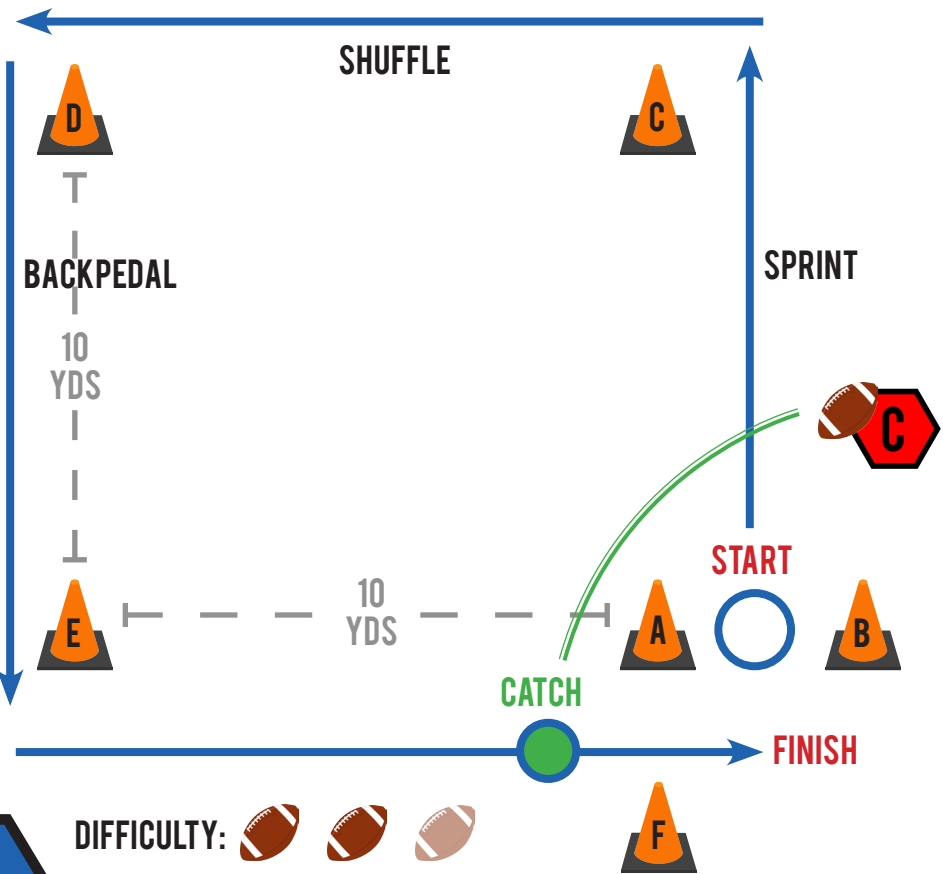 SHUFFLE
D
C
BACKPEDAL
SPRINT
10
YDS
C
START
10
YDS
E
A
B
CATCH
FINISH
DIFFICULTY:
F